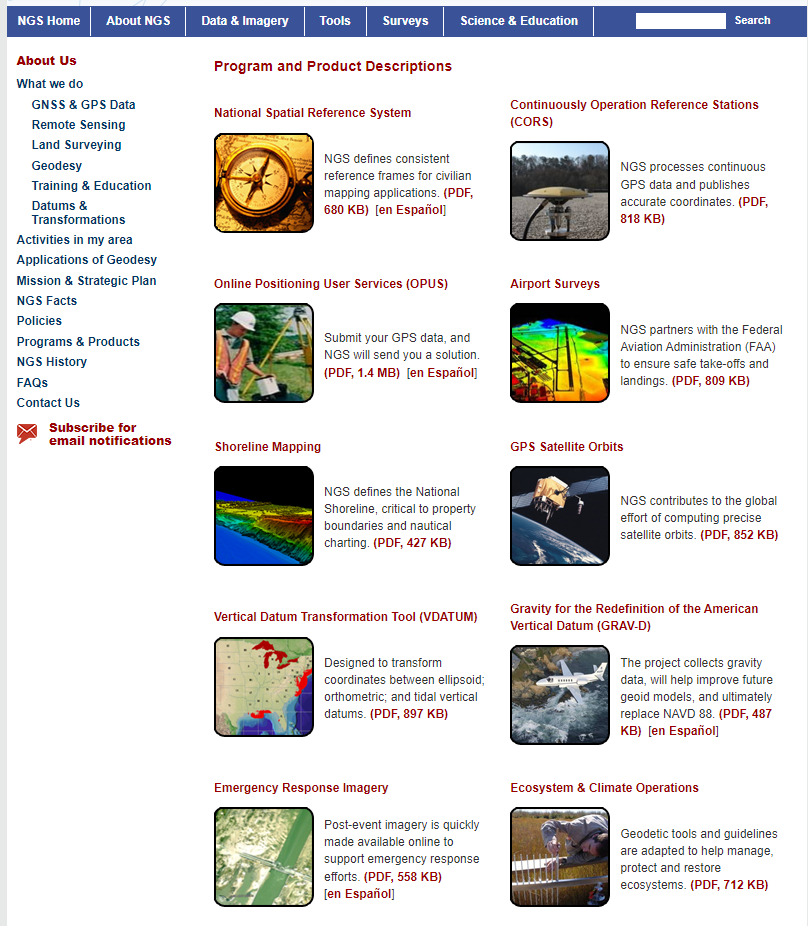 NGS Home About NGS Data & Imagery Tools Surveys Science & Education Search
About Us
What we do
GNSS & GPS Data
Remote Sensing
Land Surveying
Geodesy
Training & Education
Datums &
Transformations
Activities in my area
Applications of Geodesy
Mission & Strategic Plan
NGS Facts
Policies
Programs & Products
NGS History
FAQs
Contact Us
Subscribe for
email notifications
Program and Product Descriptions
National Spatial Reference System
NGS defines consistent
reference frames for civilian
mapping applications. (PDF,
680 KB) [en Español]
Continuously Operation Reference Stations
(CORS)
NGS processes continuous
GPS data and publishes
accurate coordinates. (PDF,
818 KB)
Online Positioning User Services (OPUS)
Submit your GPS data, and
NGS will send you a solution.
(PDF, 1.4 MB) [en Español]
Airport Surveys
NGS partners with the Federal
Aviation Administration (FAA)
to ensure safe take-offs and
landings. (PDF, 809 KB)
Shoreline Mapping
NGS defines the National
Shoreline, critical to property
boundaries and nautical
charting. (PDF, 427 KB)
GPS Satellite Orbits
NGS contributes to the global
effort of computing precise
satellite orbits. (PDF, 852 KB)
Vertical Datum Transformation Tool (VDATUM)
Designed to transform
coordinates between ellipsoid;
orthometric; and tidal vertical
datums. (PDF, 897 KB)
Gravity for the Redefinition of the American
Vertical Datum (GRAV-D)
The project collects gravity
data, will help improve future
geoid models, and ultimately
replace NAVD 88. (PDF, 487
KB) [en Español]
Emergency Response Imagery
Post-event imagery is quickly
made available online to
support emergency response
efforts. (PDF, 558 KB)
[en Español]
Ecosystem & Climate Operations
Geodetic tools and guidelines
are adapted to help manage,
protect and restore
ecosystems. (PDF, 712 KB)